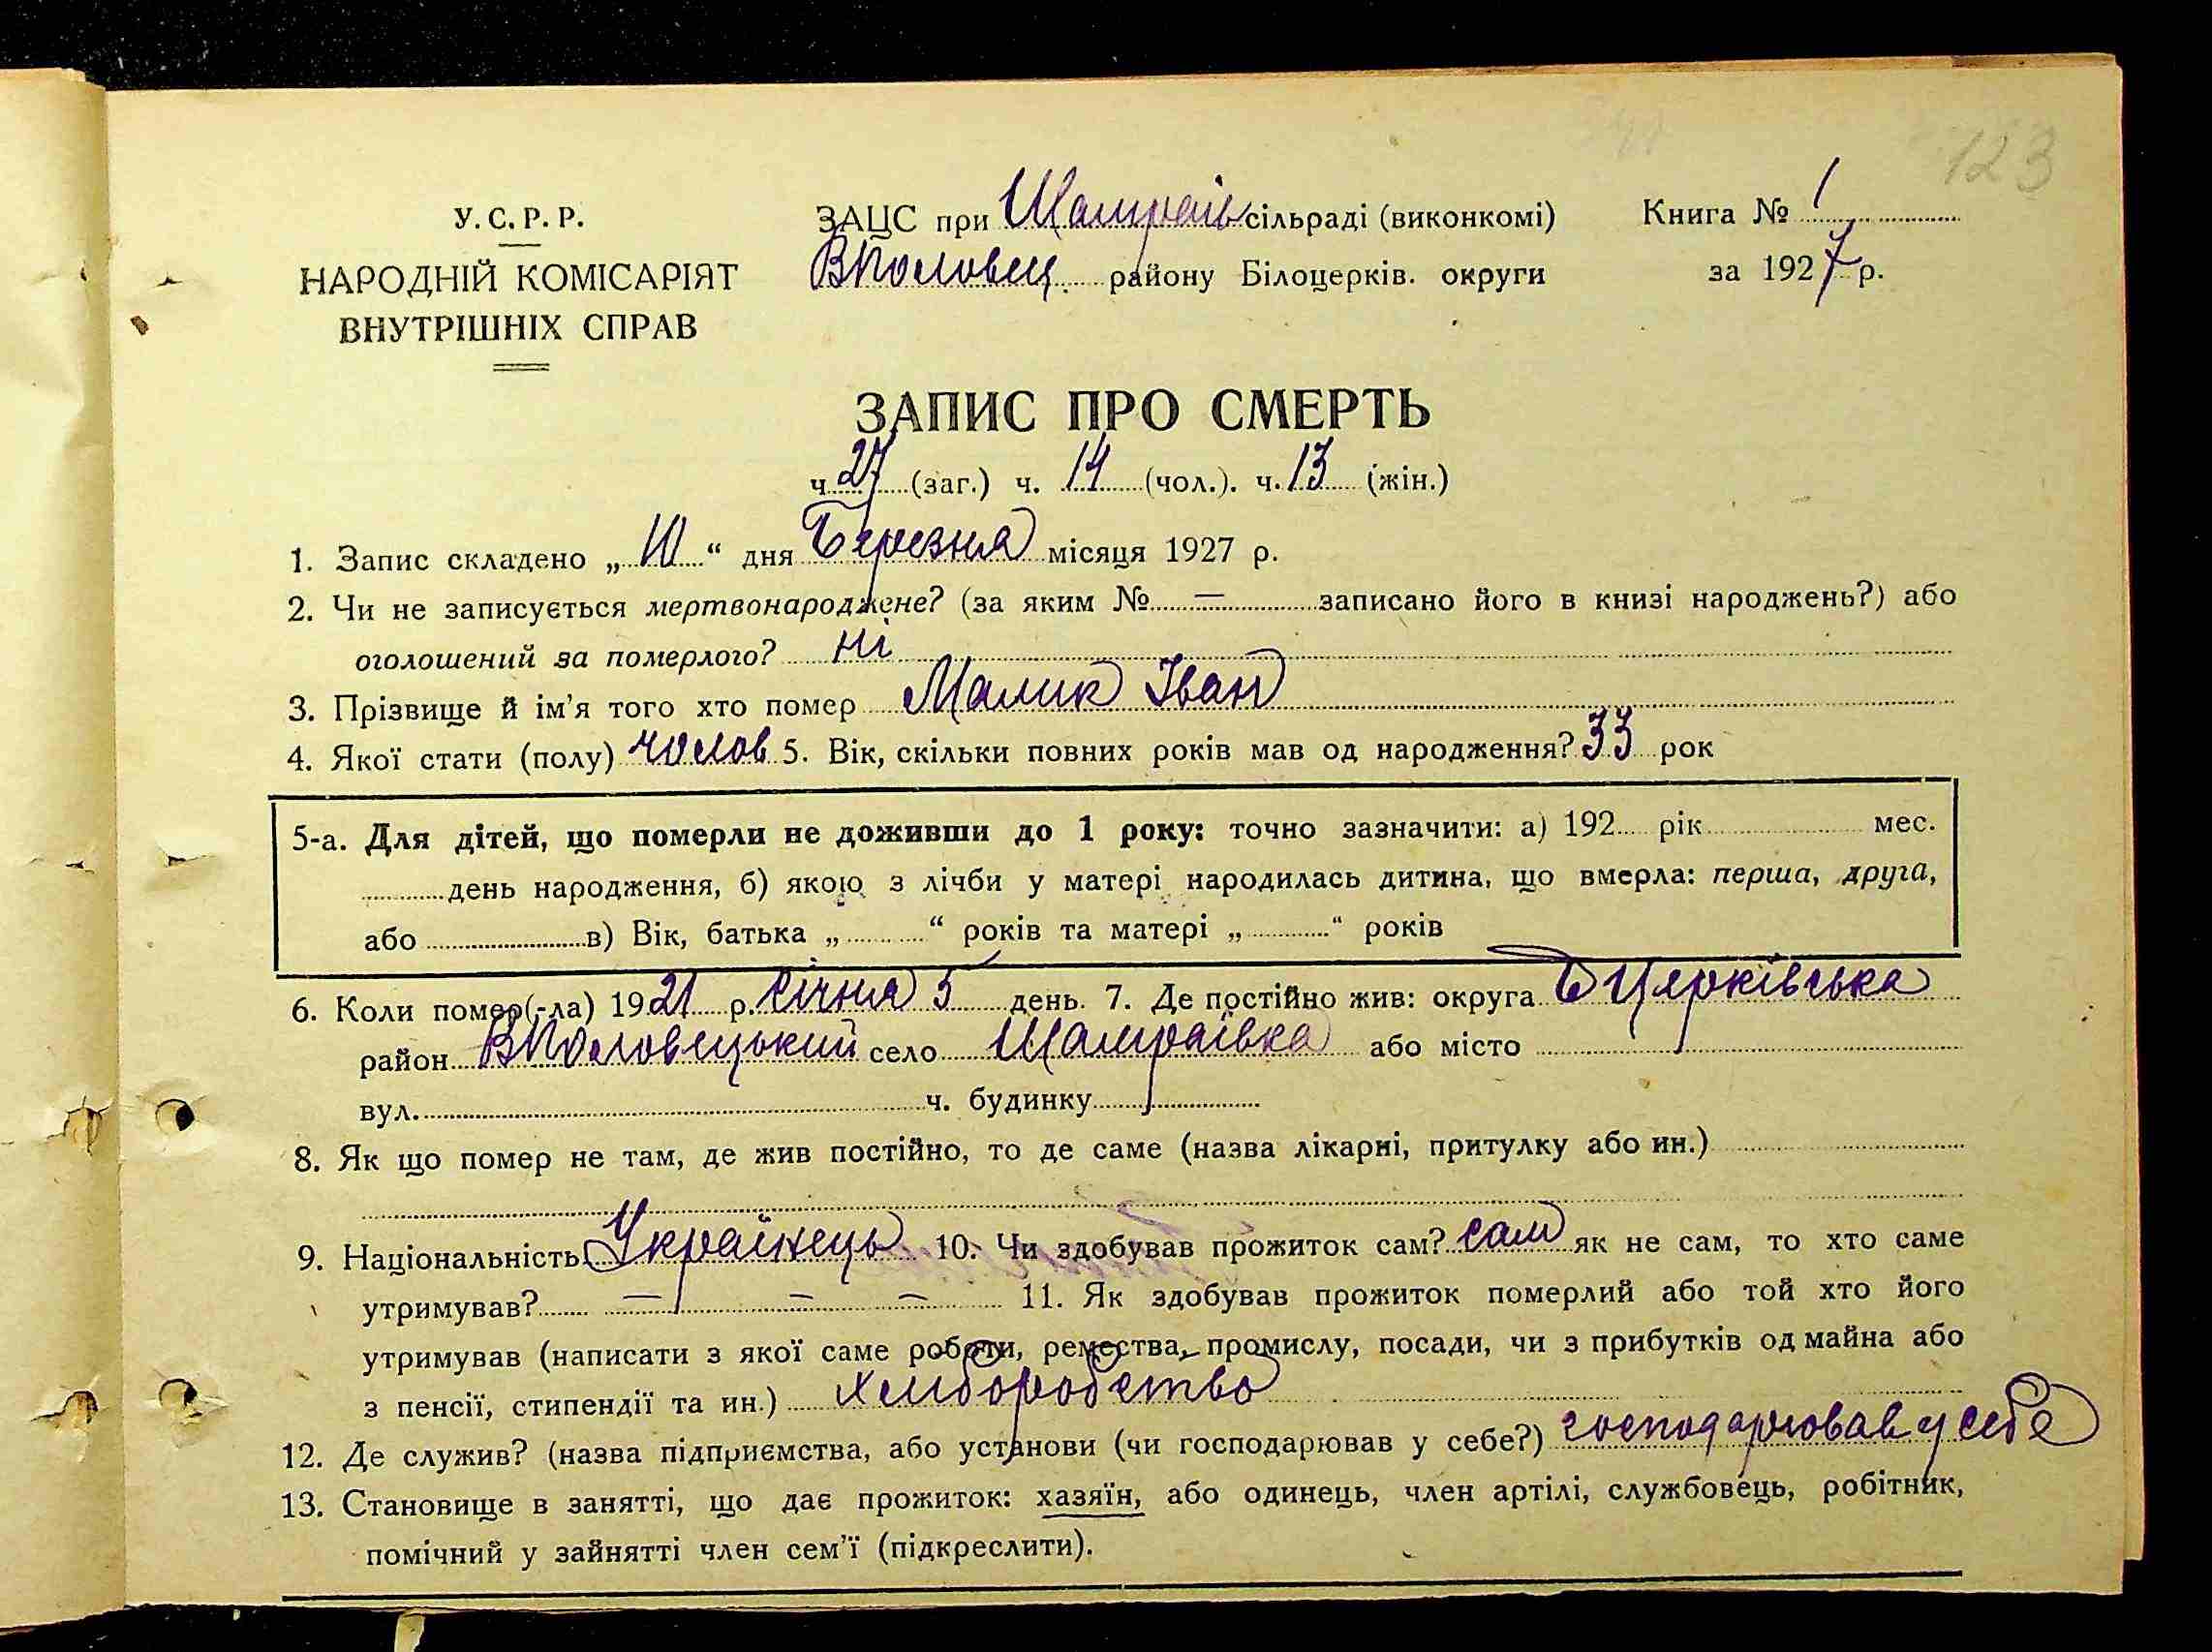 123
У.С.Р.Р.
НАРОДНІЙ КОМІСАРІЯТ
ВНУТРІШНІХ СПРАВ
ЗАЦС при Шамраїв сільраді (виконкомі)
ВПоловец. району Білоцерків. округи
Книга № 1
за 1927 р.
ЗАПИС ПРО СМЕРТЬ
ч. 27 (заг.) ч. 14 (чол.). ч. 13 (жін.)
1. Запис складено „ 10 “ дня Березня місяця 1927 р.
2. Чи не записується мертвонароджене? (за яким № — записано його в книзі народжень?) або
оголошений за померлого? ні
3. Прізвище й ім'я того хто помер Малик Іван
4. Якої стати (полу) чолов 5. Вік, скільки повних років мав од народження? 33 рок
5-а. Для дітей, що померли не доживши до 1 року: точно зазначити: а) 192 рік мес.
день народження, б) якою з лічби у матері народилась дитина, що вмерла: перша, друга,
або в) Вік, батька „ “ років та матері „ “ років
6. Коли помер(-ла) 1921 р. січня 5 день. 7. Де постійно жив: округа БЦерківська
район ВПоловецький село Шамраївка або місто
вул. ч. будинку
8. Як що помер не там, де жив постійно, то де саме (назва лікарні, притулку або ин.)
9. Національність Українець 10. Чи здобував прожиток сам? сам як не сам, то хто саме
утримував? — — — 11. Як здобував прожиток померлий або той хто його
утримував (написати з якої саме роботи, ремества, промислу, посади, чи з прибутків од майна або
з пенсії, стипендії та ин.) хліборобство
12. Де служив? (назва підприємства, або установи (чи господарював у себе?) господарював у себе
13. Становище в занятті, що дає прожиток: хазяїн, або одинець, член артілі, службовець, робітник,
помічний у зайнятті член сем'ї (підкреслити).